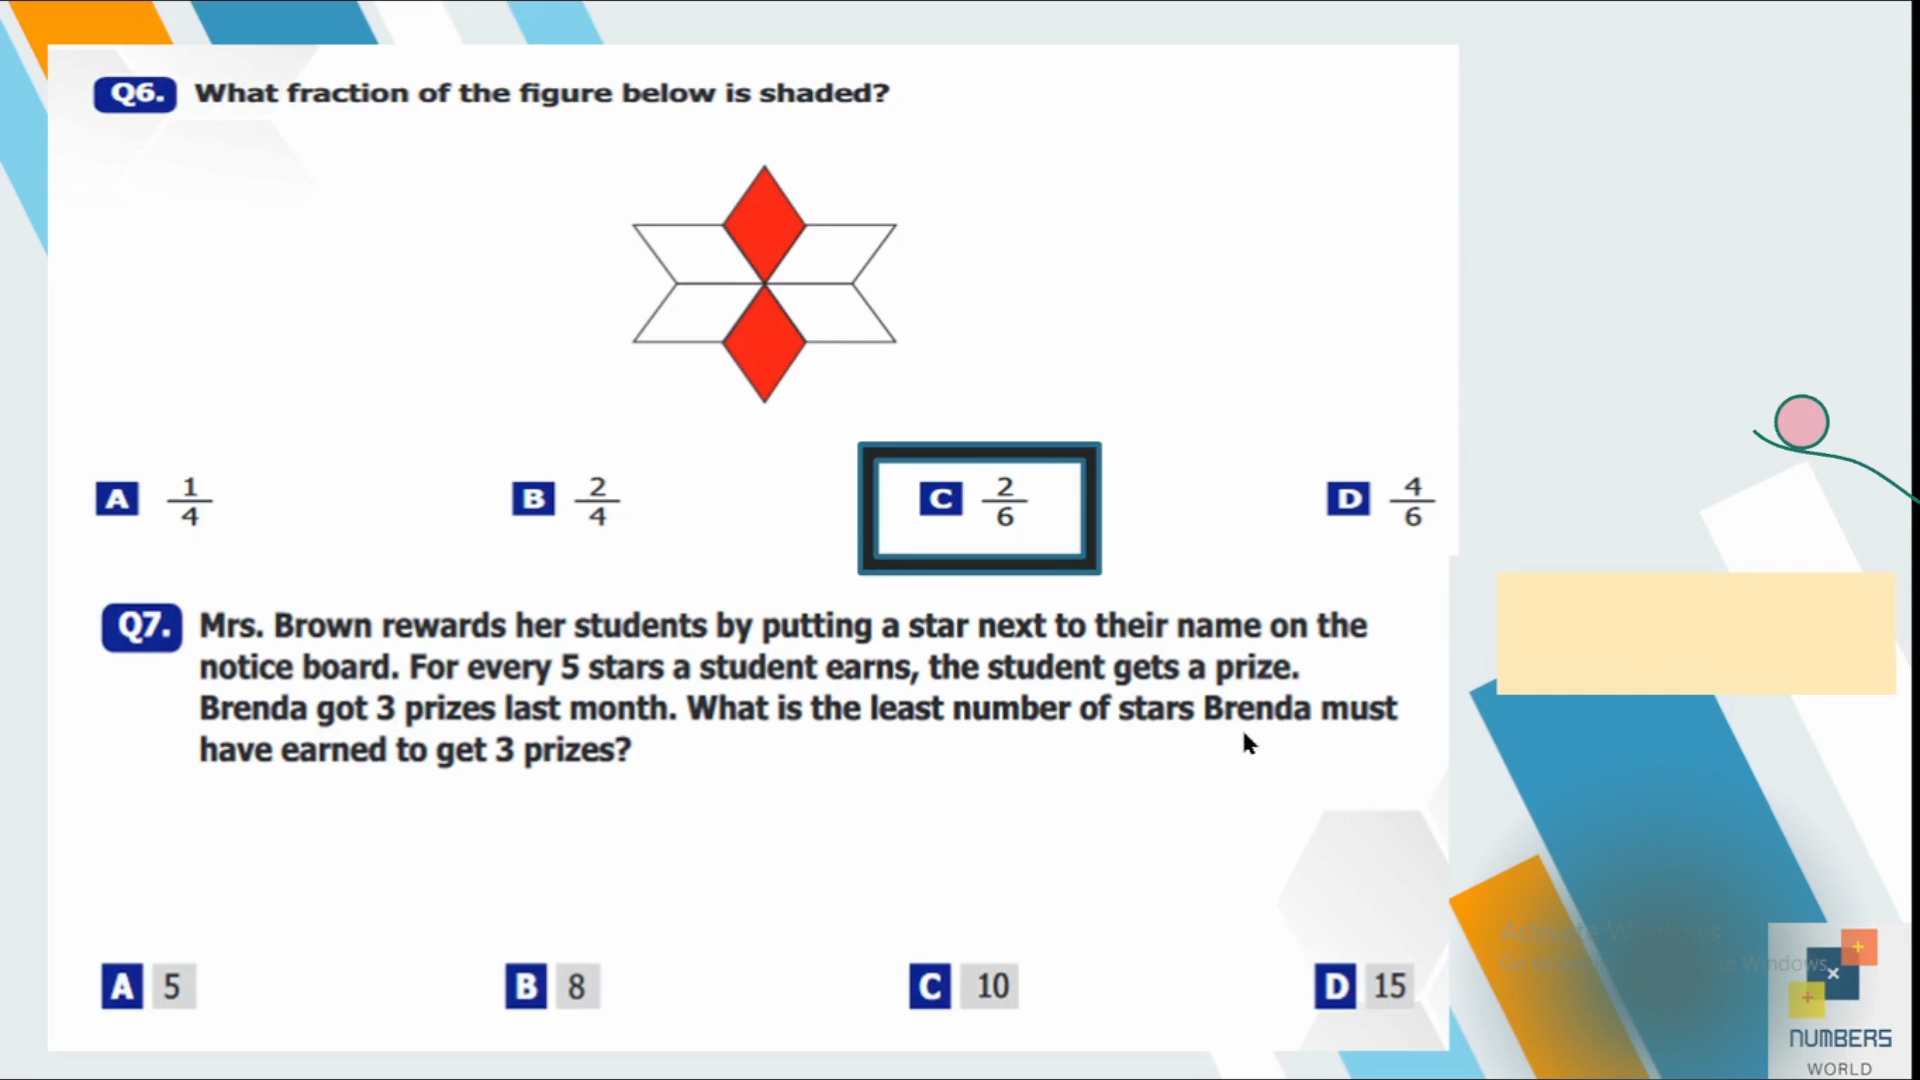 Q6. What fraction of the figure below is shaded?
A 1/4 B 2/4 C 2/6 D 4/6
Q7. Mrs. Brown rewards her students by putting a star next to their name on the
notice board. For every 5 stars a student earns, the student gets a prize.
Brenda got 3 prizes last month. What is the least number of stars Brenda must
have earned to get 3 prizes?
A 5 B 8 C 10 D 15
Activate Windows
Windows
+
×
+
NUMBERS
WORLD